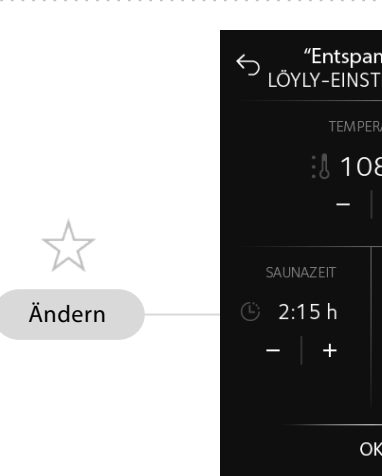 Ändern
"Entspan
LÖYLY-EINST
TEMPERA
108
–
SAUNAZEIT
2:15 h
– | +
OK